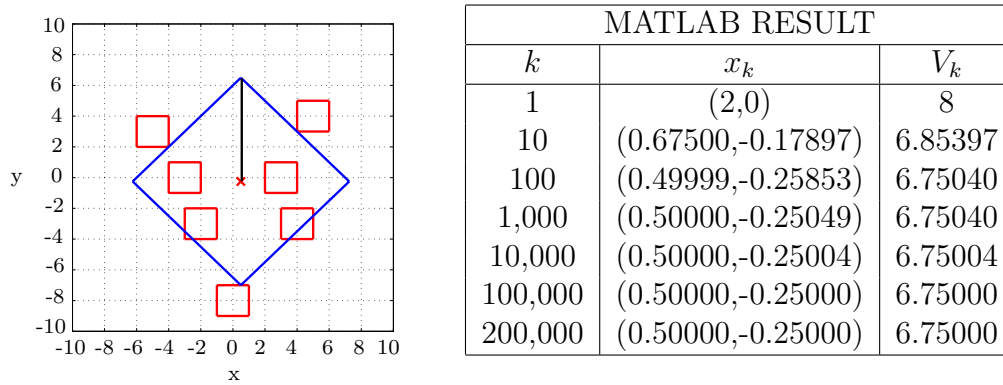 10
8
6
4
2
y 0
-2
-4
-6
-8
-10
-10 -8 -6 -4 -2 0 2 4 6 8 10
x
MATLAB RESULT
k x_k V_k
1 (2,0) 8
10 (0.67500,-0.17897) 6.85397
100 (0.49999,-0.25853) 6.75040
1,000 (0.50000,-0.25049) 6.75040
10,000 (0.50000,-0.25004) 6.75004
100,000 (0.50000,-0.25000) 6.75000
200,000 (0.50000,-0.25000) 6.75000